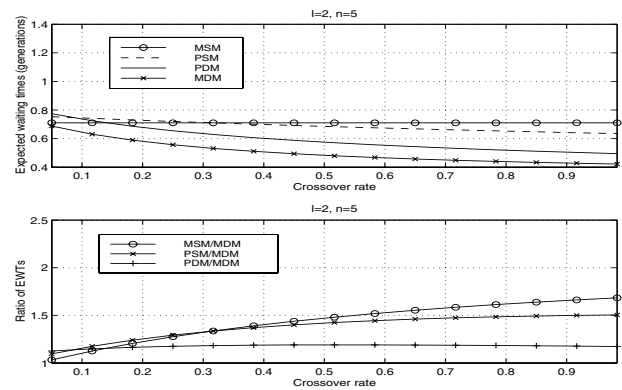 l=2, n=5
Expected waiting times (generations)
1.4
1.2
1
0.8
0.6
0.4
MSM
PSM
PDM
MDM
0.1 0.2 0.3 0.4 0.5 0.6 0.7 0.8 0.9
Crossover rate
l=2, n=5
Ratio of EWTs
2.5
2
1.5
1
MSM/MDM
PSM/MDM
PDM/MDM
0.1 0.2 0.3 0.4 0.5 0.6 0.7 0.8 0.9
Crossover rate